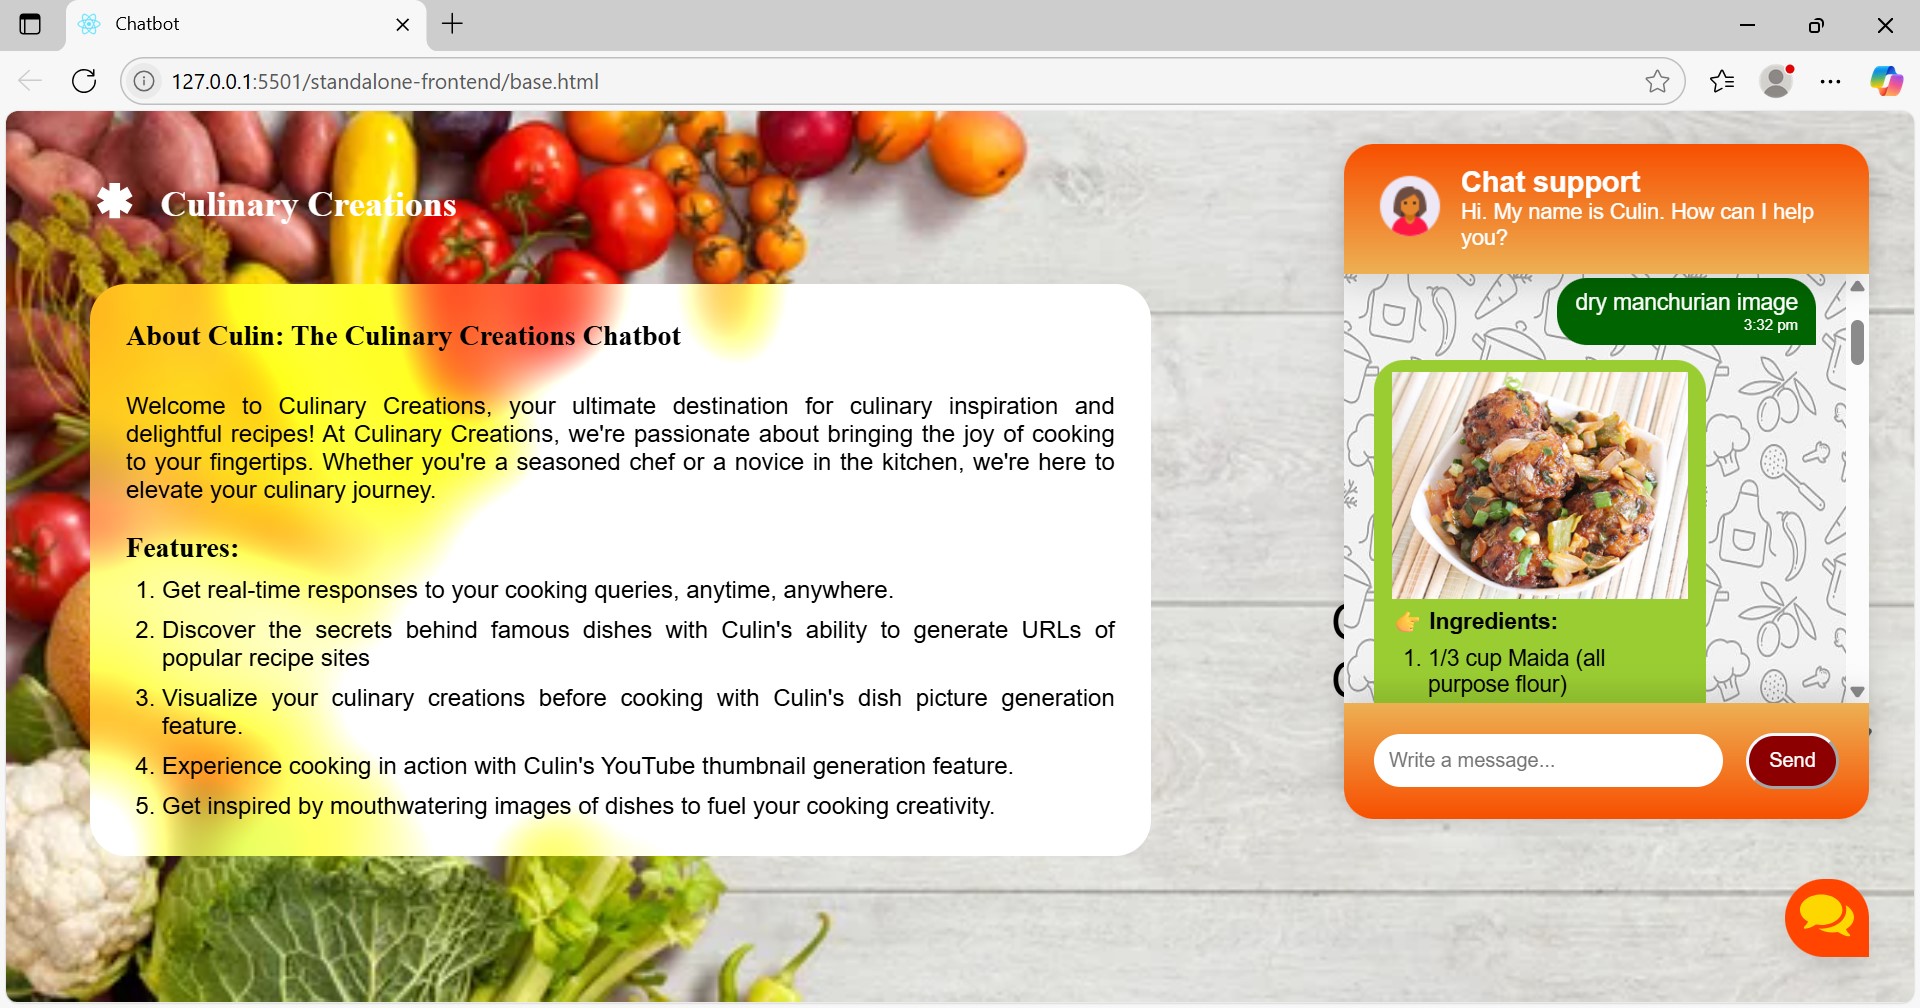 Chatbot
127.0.0.1:5501/standalone-frontend/base.html
Culinary Creations
About Culin: The Culinary Creations Chatbot
Welcome to Culinary Creations, your ultimate destination for culinary inspiration and
delightful recipes! At Culinary Creations, we're passionate about bringing the joy of cooking
to your fingertips. Whether you're a seasoned chef or a novice in the kitchen, we're here to
elevate your culinary journey.
Features:
1. Get real-time responses to your cooking queries, anytime, anywhere.
2. Discover the secrets behind famous dishes with Culin's ability to generate URLs of
popular recipe sites
3. Visualize your culinary creations before cooking with Culin's dish picture generation
feature.
4. Experience cooking in action with Culin's YouTube thumbnail generation feature.
5. Get inspired by mouthwatering images of dishes to fuel your cooking creativity.
Chat support
Hi. My name is Culin. How can I help
you?
dry manchurian image
3:32 pm
👉 Ingredients:
1. 1/3 cup Maida (all
purpose flour)
Write a message...
Send